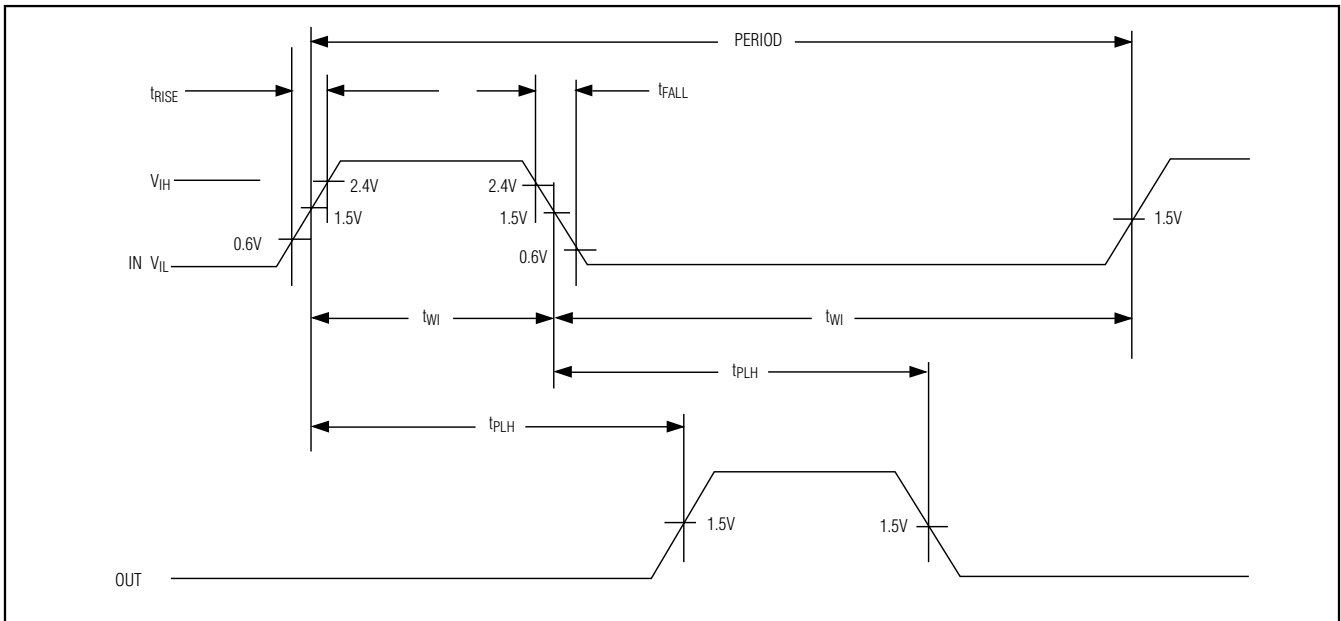 PERIOD
tRISE
tFALL
VIH
2.4V
2.4V
1.5V
1.5V
1.5V
0.6V
0.6V
IN VIL
tWI
tWI
tPLH
tPLH
1.5V
1.5V
OUT